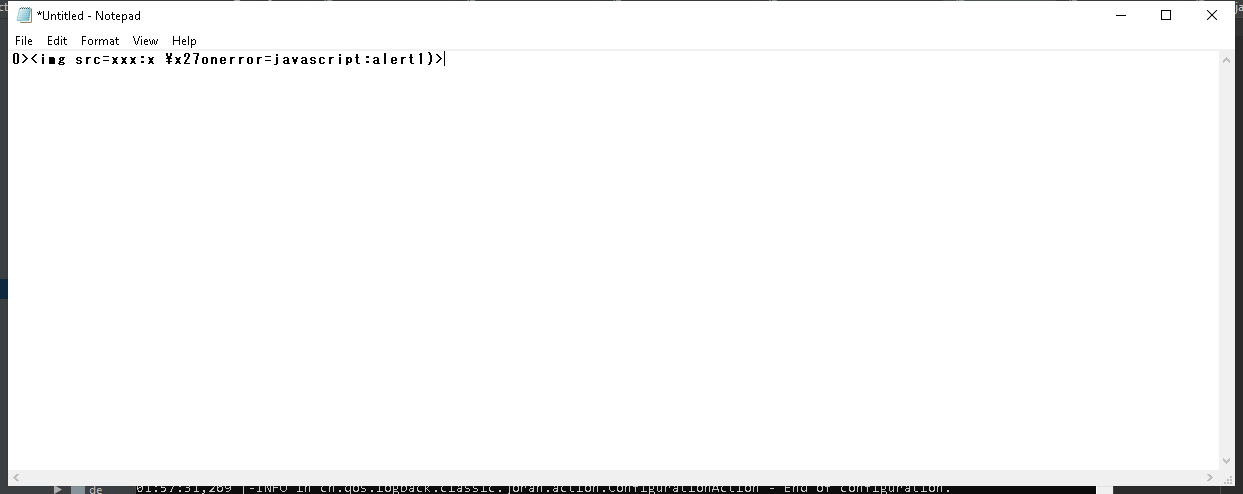 *Untitled - Notepad
File Edit Format View Help
0><img src=xxx:x ¥x27onerror=javascript:alert1)>
de 01:57:31,269 |-INFO in ch.qos.logback.classic.joran.action.ConfigurationAction - End of configuration.